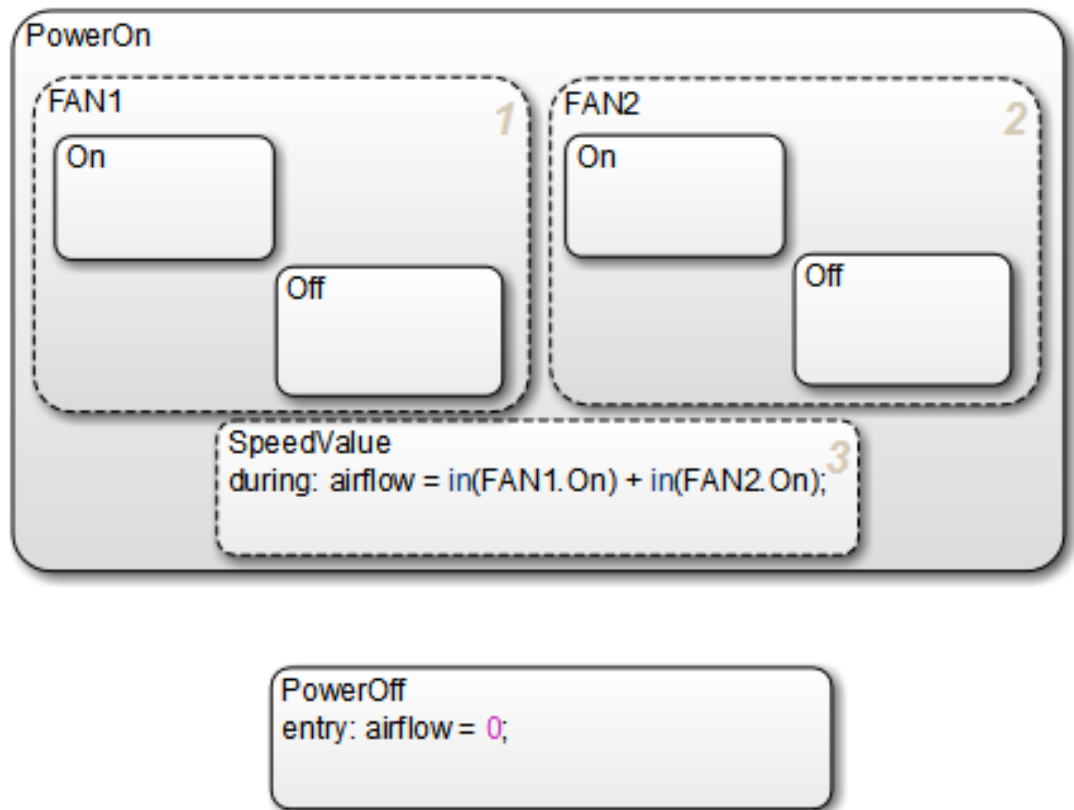 PowerOn
FAN1
1
On
Off
FAN2
2
On
Off
SpeedValue
3
during: airflow = in(FAN1.On) + in(FAN2.On);
PowerOff
entry: airflow = 0;